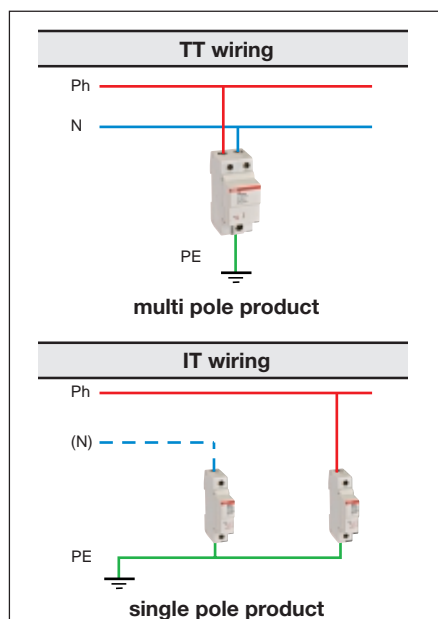 TT wiring
Ph
N
PE
multi pole product
IT wiring
Ph
(N)
PE
single pole product